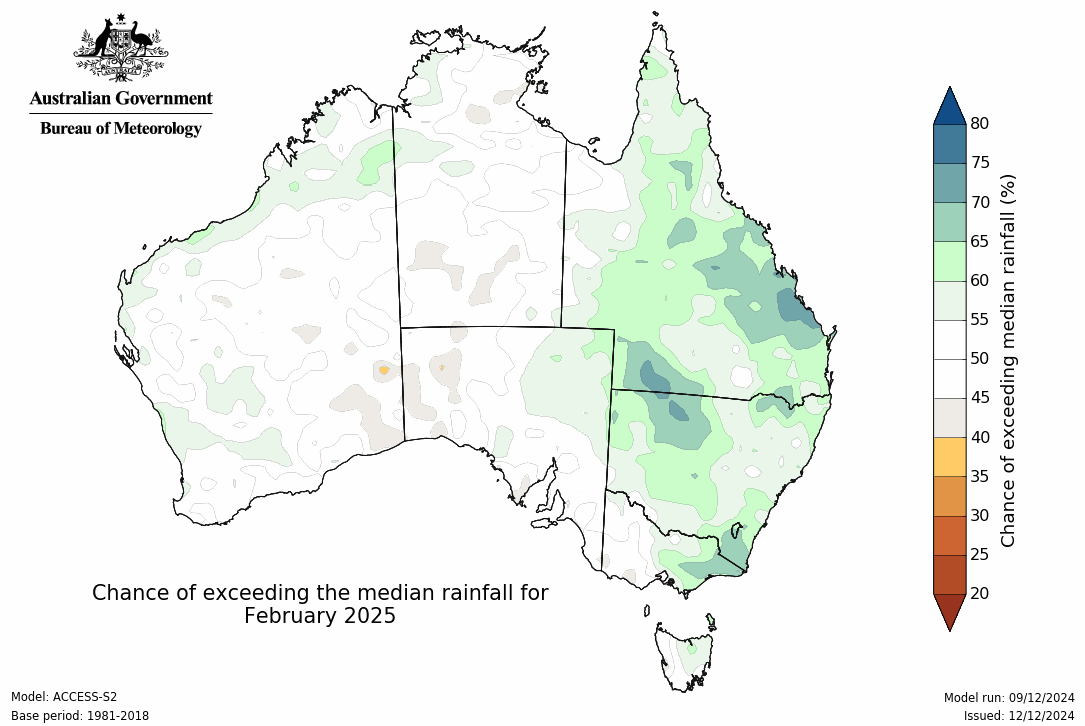 AUSTRALIA
Australian Government
Bureau of Meteorology
80
75
70
65
60
55
50
45
40
35
30
25
20
Chance of exceeding median rainfall (%)
Chance of exceeding the median rainfall for
February 2025
Model: ACCESS-S2
Base period: 1981-2018
Model run: 09/12/2024
Issued: 12/12/2024